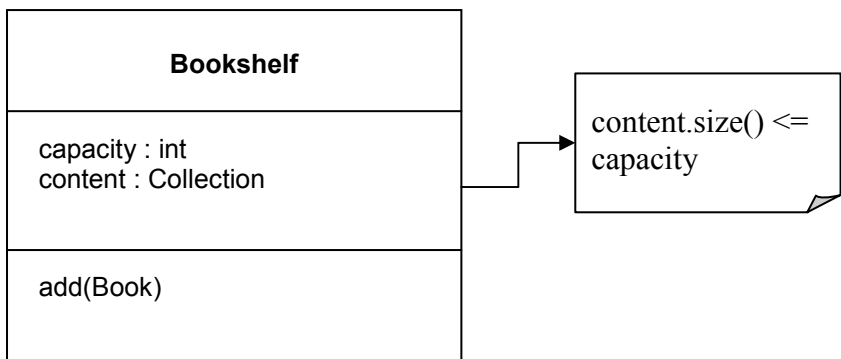 Bookshelf
capacity : int
content : Collection
add(Book)
content.size() <=
capacity